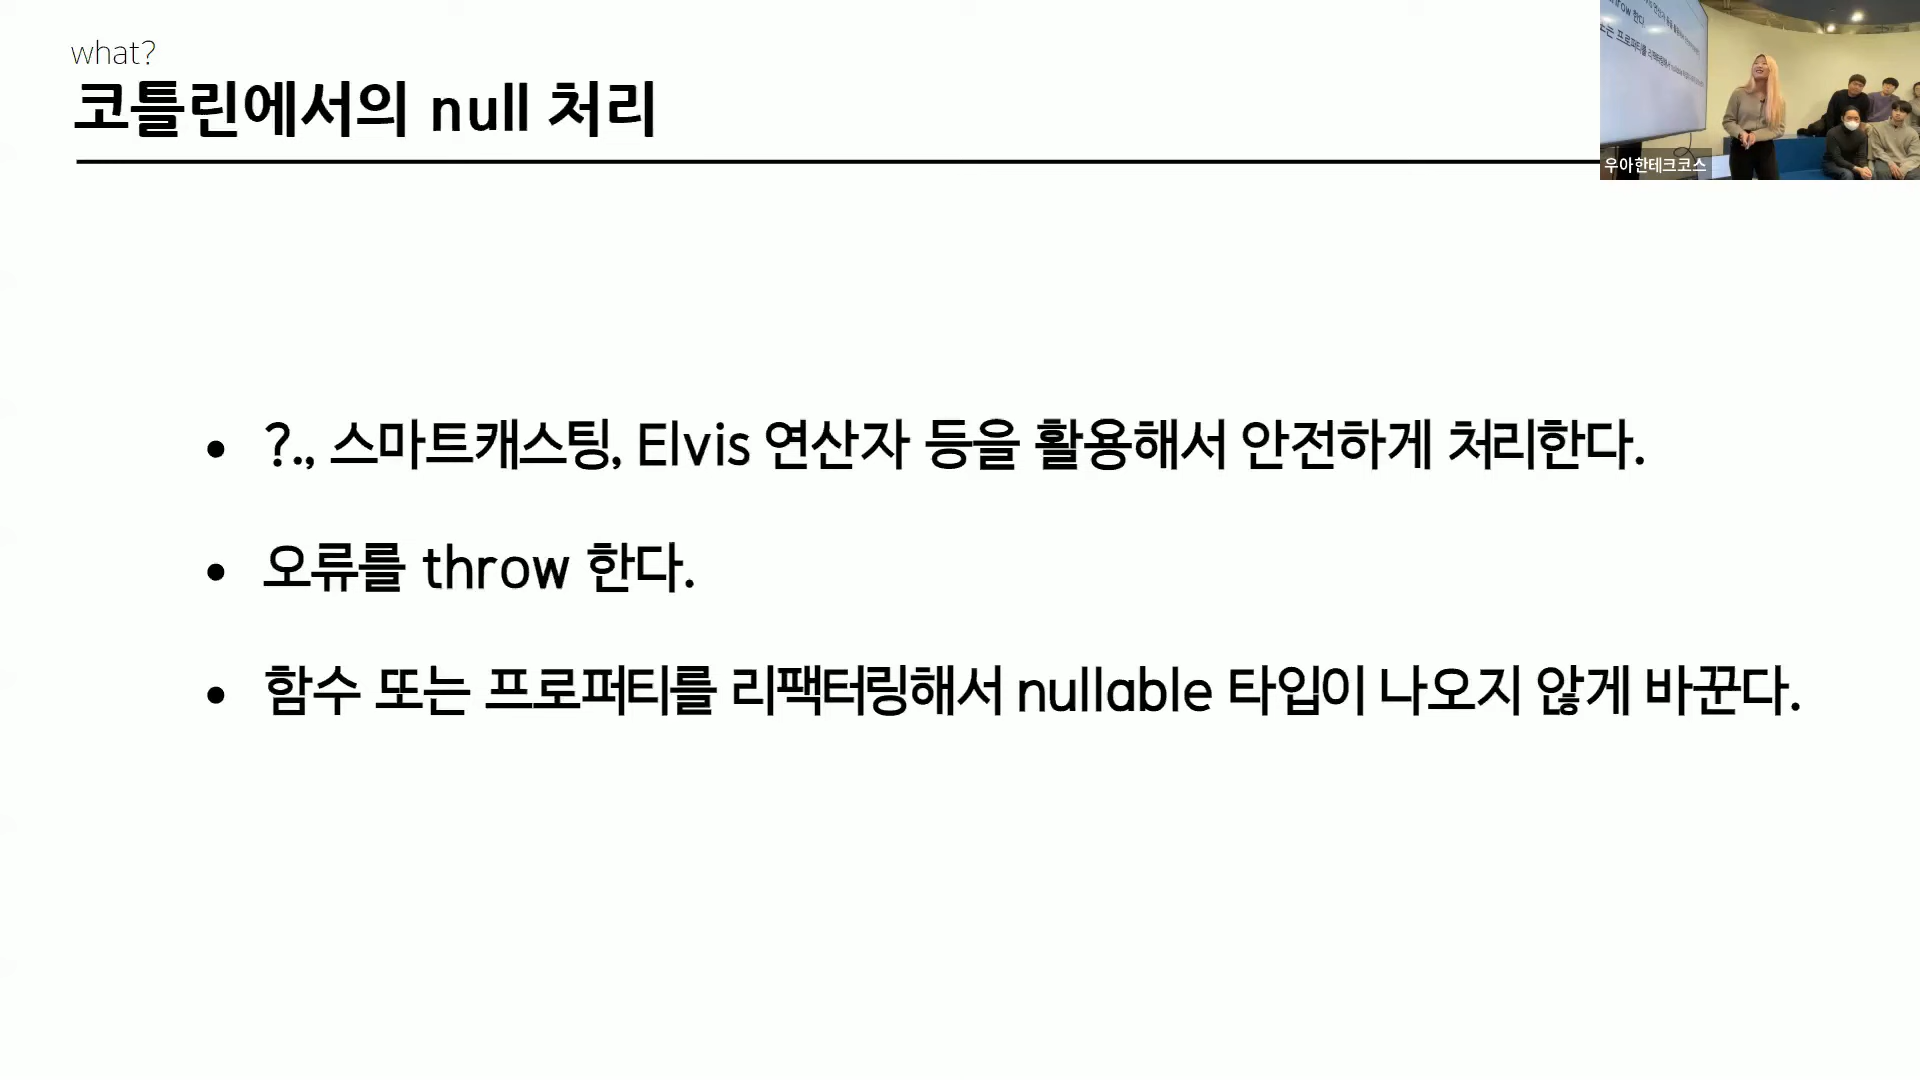 what?
코틀린에서의 null 처리
throw 한다.
우아한테크코스
• ?., 스마트캐스팅, Elvis 연산자 등을 활용해서 안전하게 처리한다.
• 오류를 throw 한다.
• 함수 또는 프로퍼티를 리팩터링해서 nullable 타입이 나오지 않게 바꾼다.